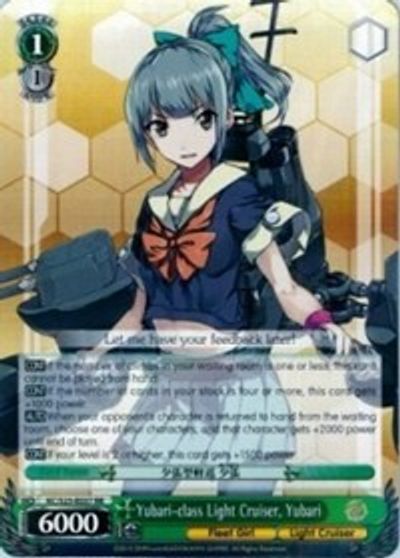 1
1
Let me have your feedback later!
CONT If the number of climax in your waiting room is one or less, this card
cannot be played from hand.
CONT If the number of cards in your stock is four or more, this card gets
+1000 power.
AUTO When your opponent's character is returned to hand from the waiting
room, choose one of your characters, and that character gets +2000 power
until end of turn.
CONT If your level is 2 or higher, this card gets +1500 power.
夕張型軽巡 夕張
6000
Yubari-class Light Cruiser, Yubari
Fleet Girl
Light Cruiser